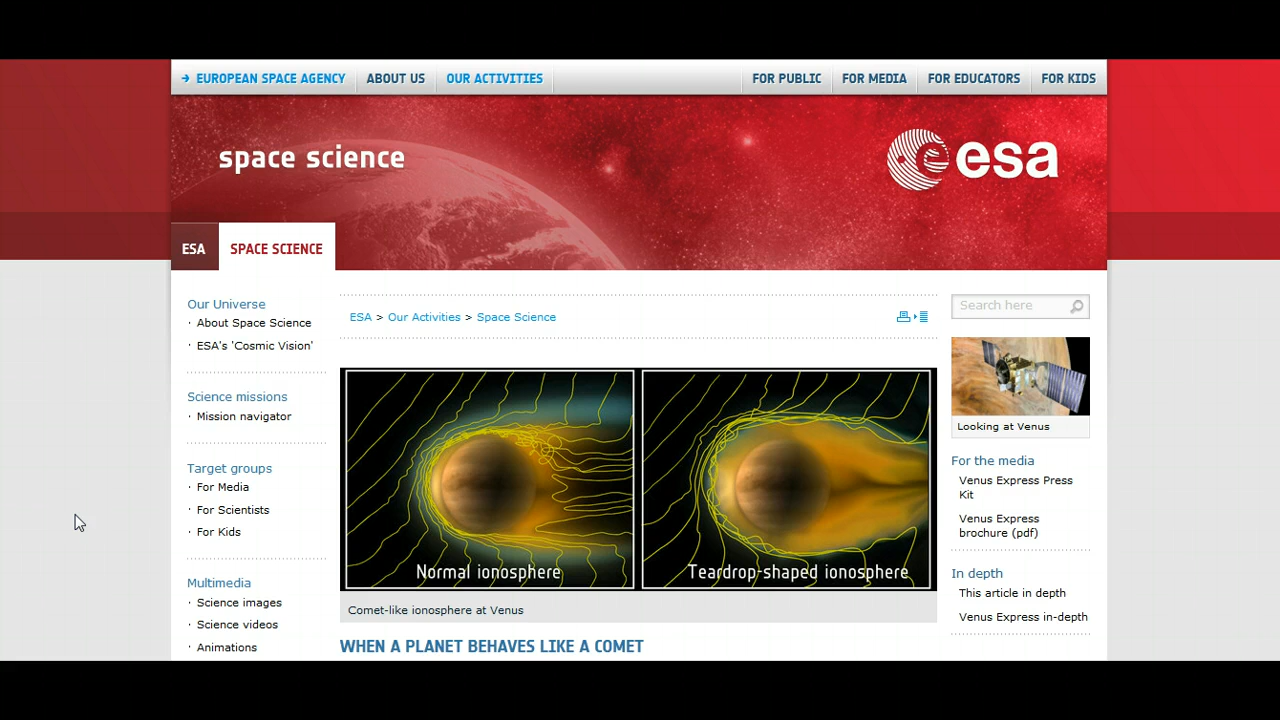 EUROPEAN SPACE AGENCY ABOUT US OUR ACTIVITIES FOR PUBLIC FOR MEDIA FOR EDUCATORS FOR KIDS
space science
esa
ESA SPACE SCIENCE
Our Universe
· About Space Science
· ESA's 'Cosmic Vision'
Science missions
· Mission navigator
Target groups
· For Media
· For Scientists
· For Kids
Multimedia
· Science images
· Science videos
· Animations
ESA > Our Activities > Space Science
Normal ionosphere
Teardrop-shaped ionosphere
Comet-like ionosphere at Venus
WHEN A PLANET BEHAVES LIKE A COMET
Search here
Looking at Venus
For the media
Venus Express Press
Kit
Venus Express
brochure (pdf)
In depth
This article in depth
Venus Express in-depth